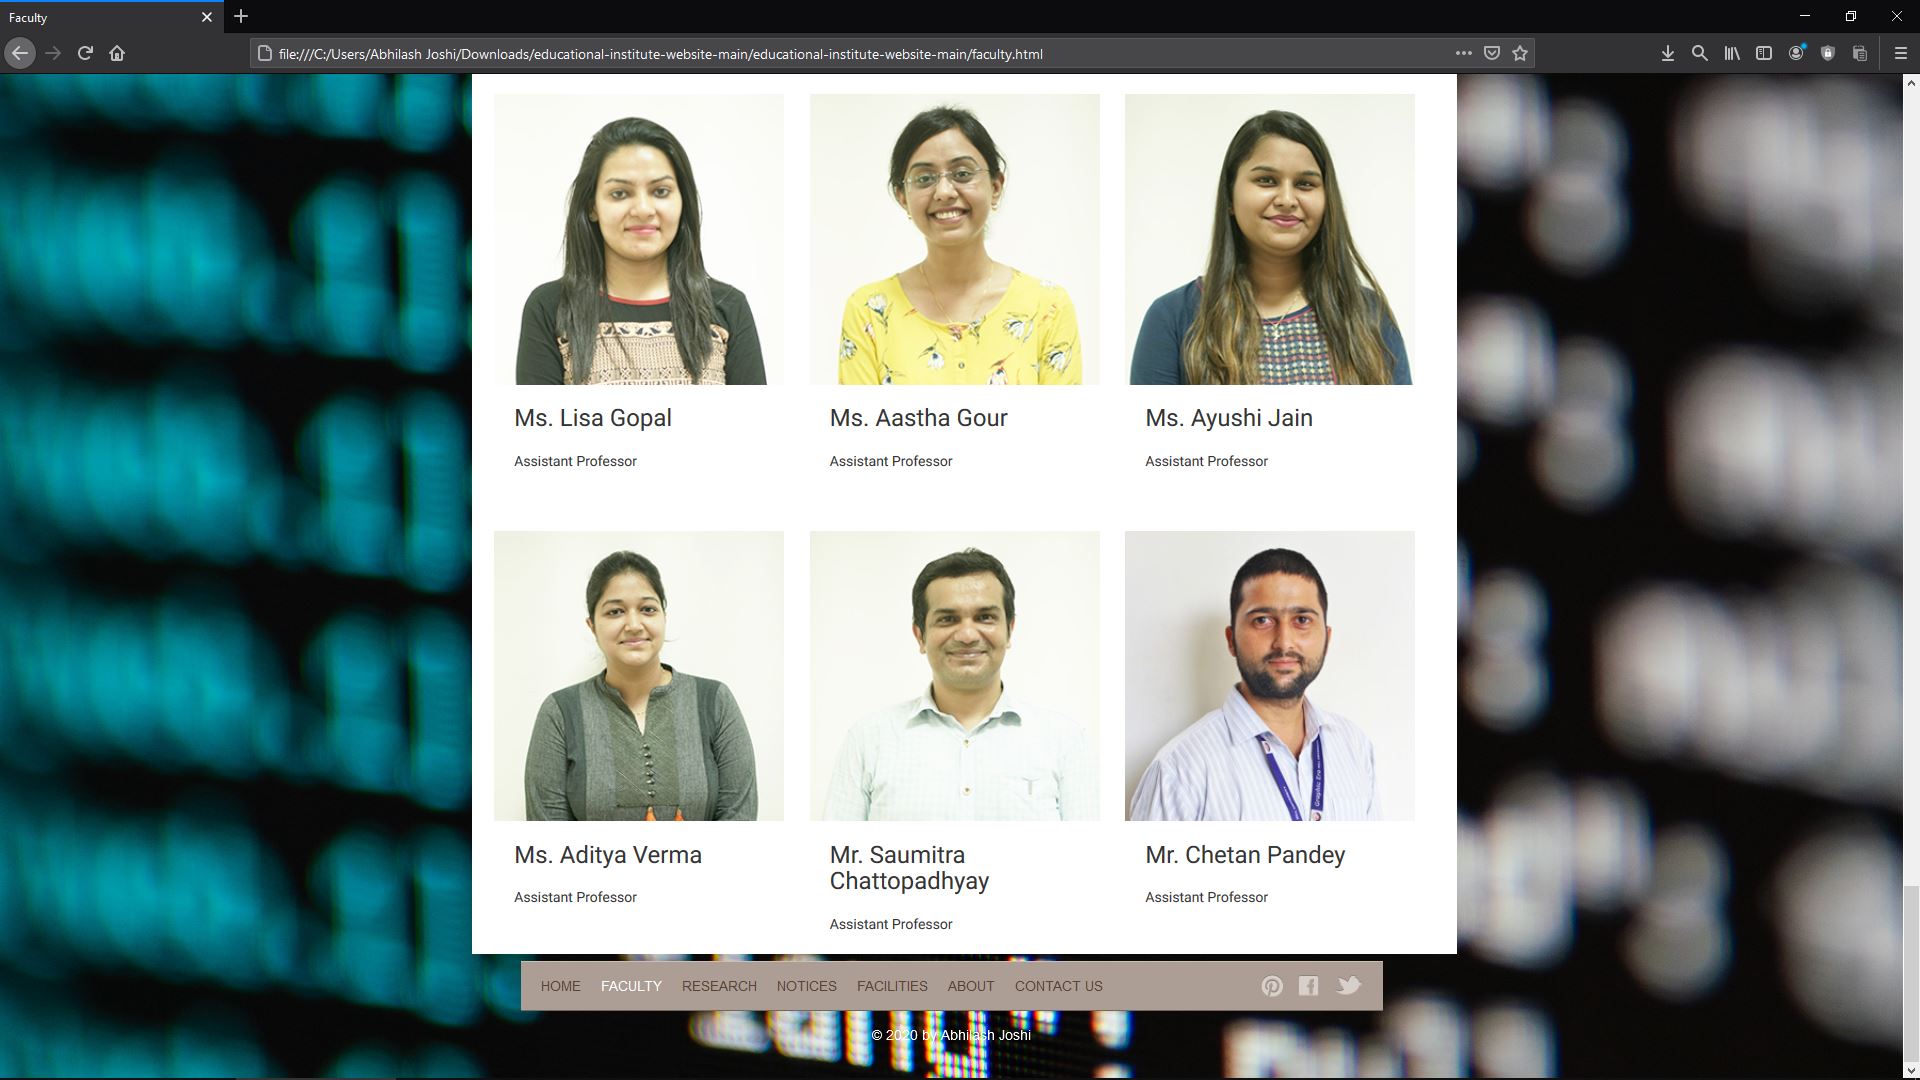 Faculty
file:///C:/Users/Abhilash Joshi/Downloads/educational-institute-website-main/educational-institute-website-main/faculty.html
Ms. Lisa Gopal
Assistant Professor
Ms. Aastha Gour
Assistant Professor
Ms. Ayushi Jain
Assistant Professor
Ms. Aditya Verma
Assistant Professor
Mr. Saumitra
Chattopadhyay
Assistant Professor
Graphic Era
Mr. Chetan Pandey
Assistant Professor
HOME FACULTY RESEARCH NOTICES FACILITIES ABOUT CONTACT US
© 2020 by Abhilash Joshi